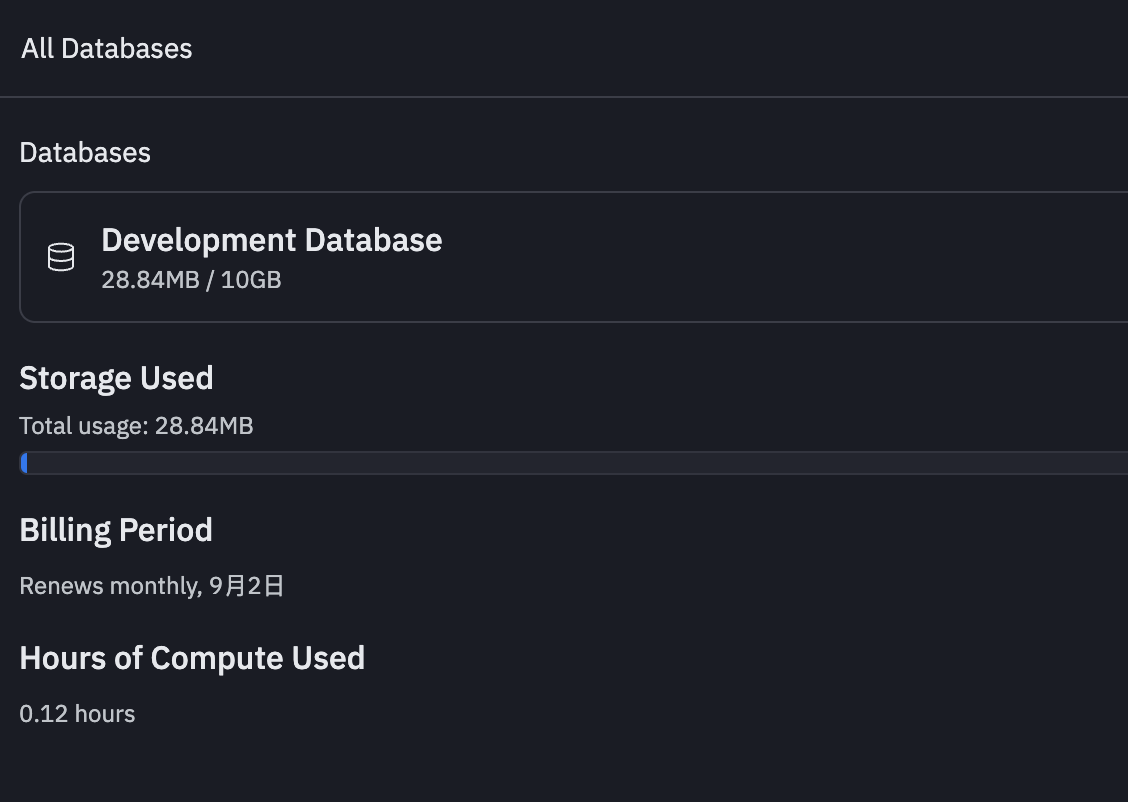 All Databases
Databases
Development Database
28.84MB / 10GB
Storage Used
Total usage: 28.84MB
Billing Period
Renews monthly, 9月2日
Hours of Compute Used
0.12 hours